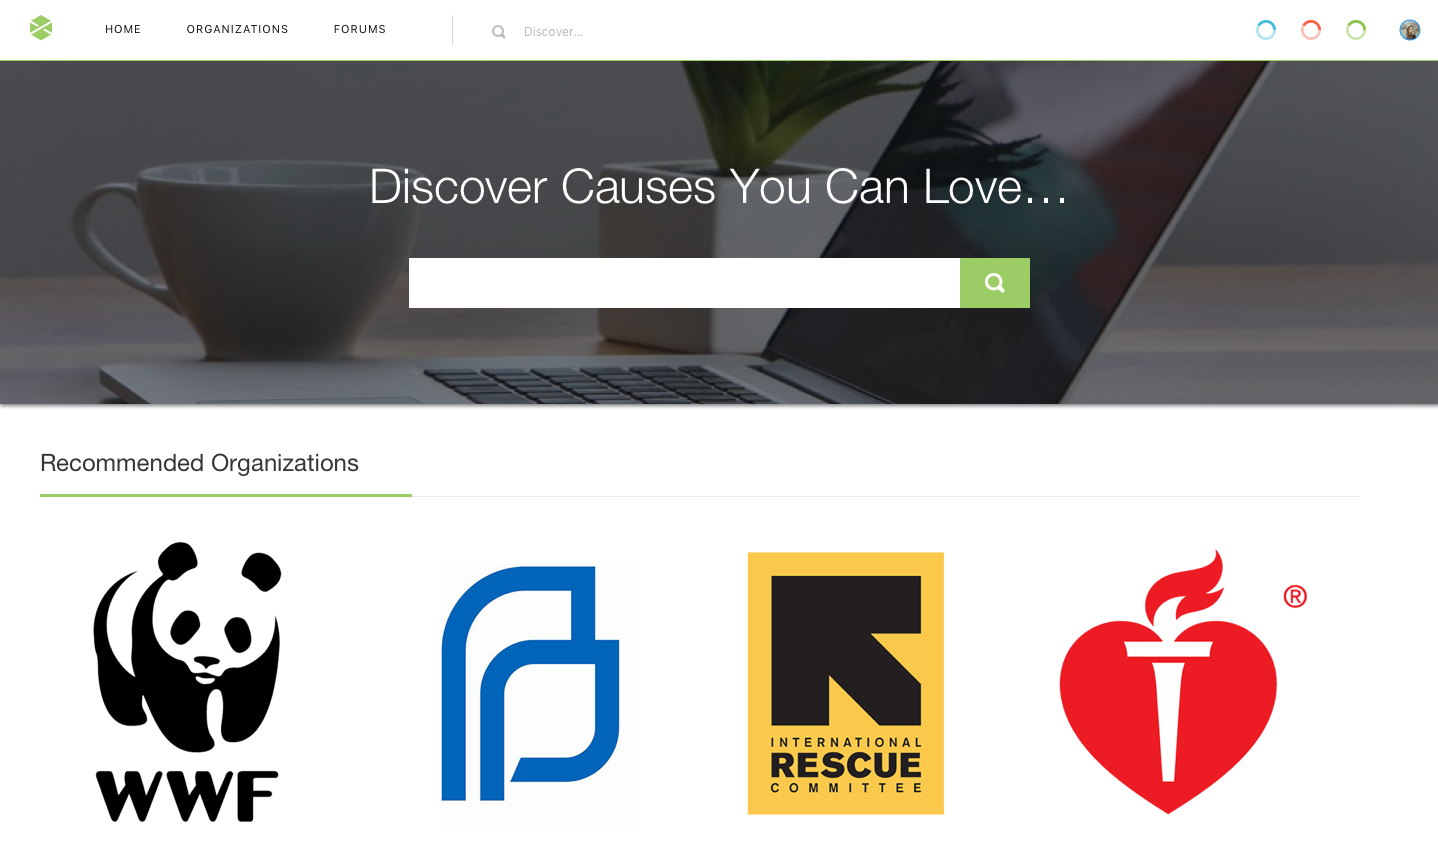 HOME
ORGANIZATIONS
FORUMS
Discover...
Discover Causes You Can Love...
Recommended Organizations
WWF
INTERNATIONAL
RESCUE
COMMITTEE
®